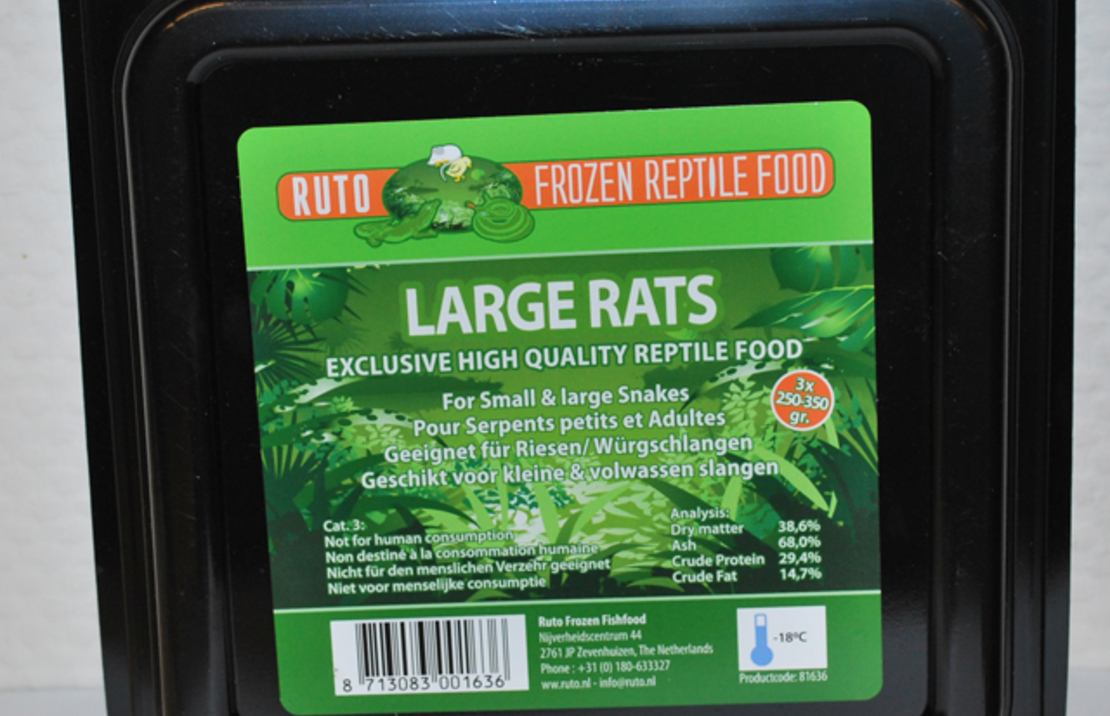 RUTO FROZEN REPTILE FOOD
LARGE RATS
EXCLUSIVE HIGH QUALITY REPTILE FOOD
3x
250-350
gr.
For Small & large Snakes
Pour Serpents petits et Adultes
Geeignet für Riesen/Würgschlangen
Geschikt voor kleine & volwassen slangen
Cat. 3:
Not for human consumption
Non destiné à la consommation humaine
Nicht für den menslichen Verzehr geeignet
Niet voor menselijke consumptie
Analysis:
Dry matter 38,6%
Ash 68,0%
Crude Protein 29,4%
Crude Fat 14,7%
8 713083 001636
Ruto Frozen Fishfood
Nijverheidscentrum 44
2761 JP Zevenhuizen, The Netherlands
Phone : +31 (0) 180-633327
ww.ruto.nl - info@ruto.nl
-18ºC
Productcode: 81636